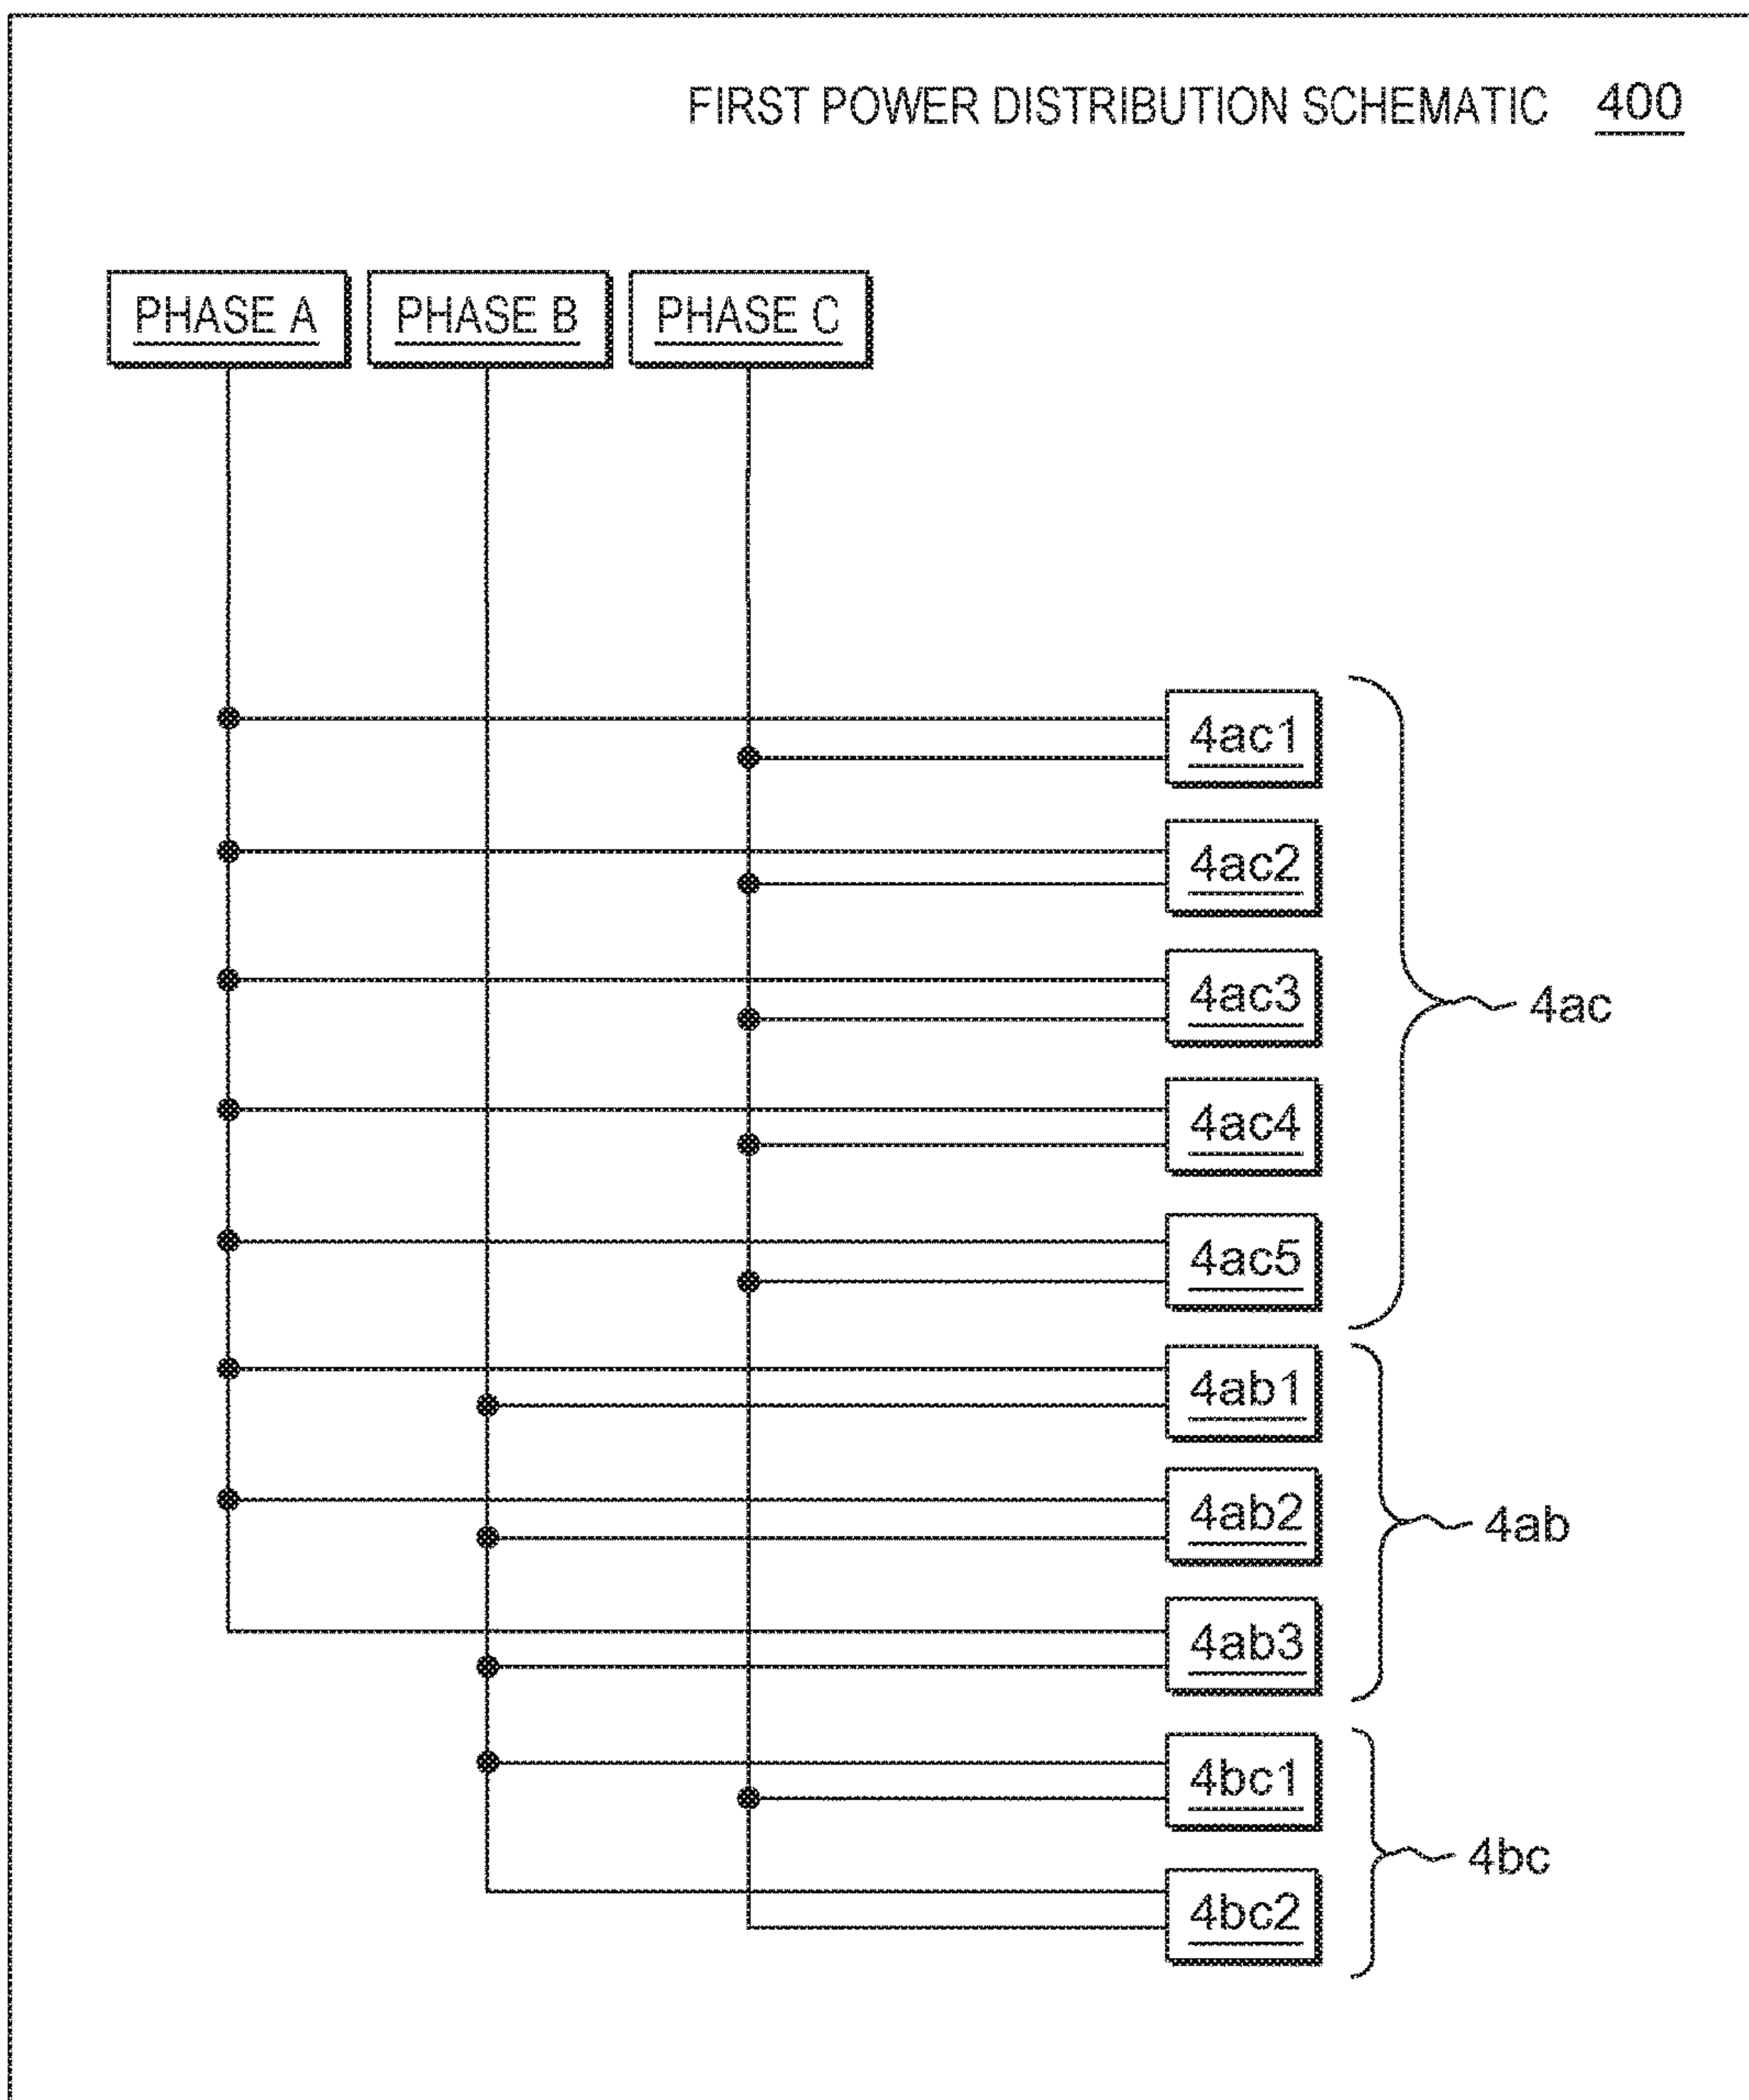 FIRST POWER DISTRIBUTION SCHEMATIC 400
PHASE A PHASE B PHASE C
4ac1
4ac2
4ac3
4ac
4ac4
4ac5
4ab1
4ab2
4ab
4ab3
4bc1
4bc
4bc2